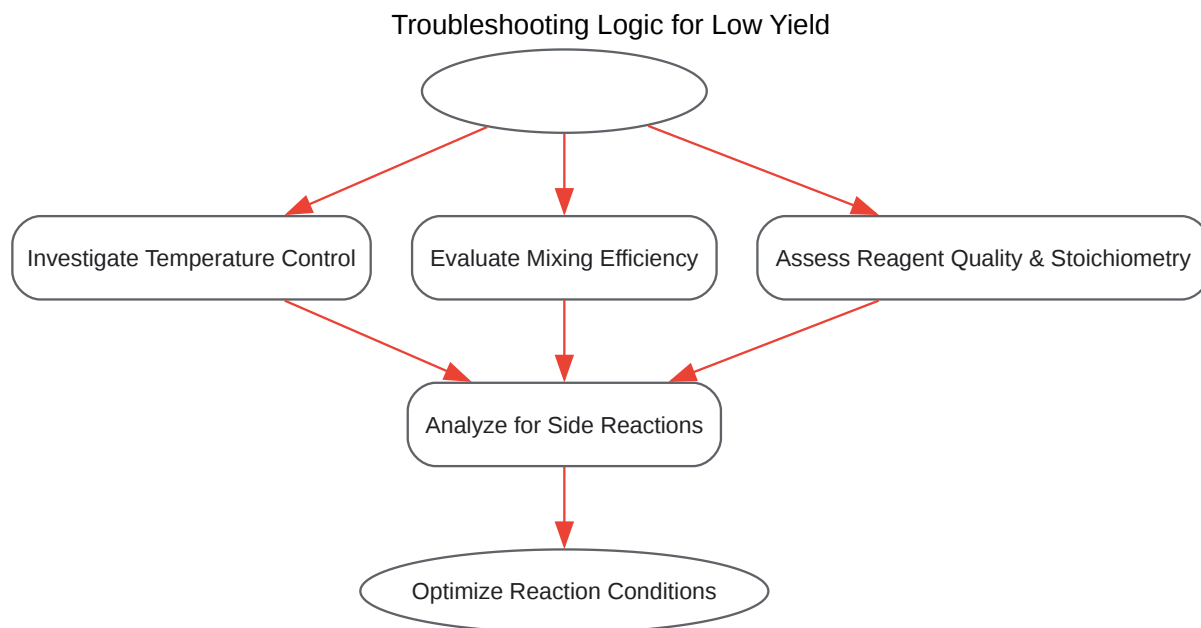 Troubleshooting Logic for Low Yield
Investigate Temperature Control
Evaluate Mixing Efficiency
Assess Reagent Quality & Stoichiometry
Analyze for Side Reactions
Optimize Reaction Conditions